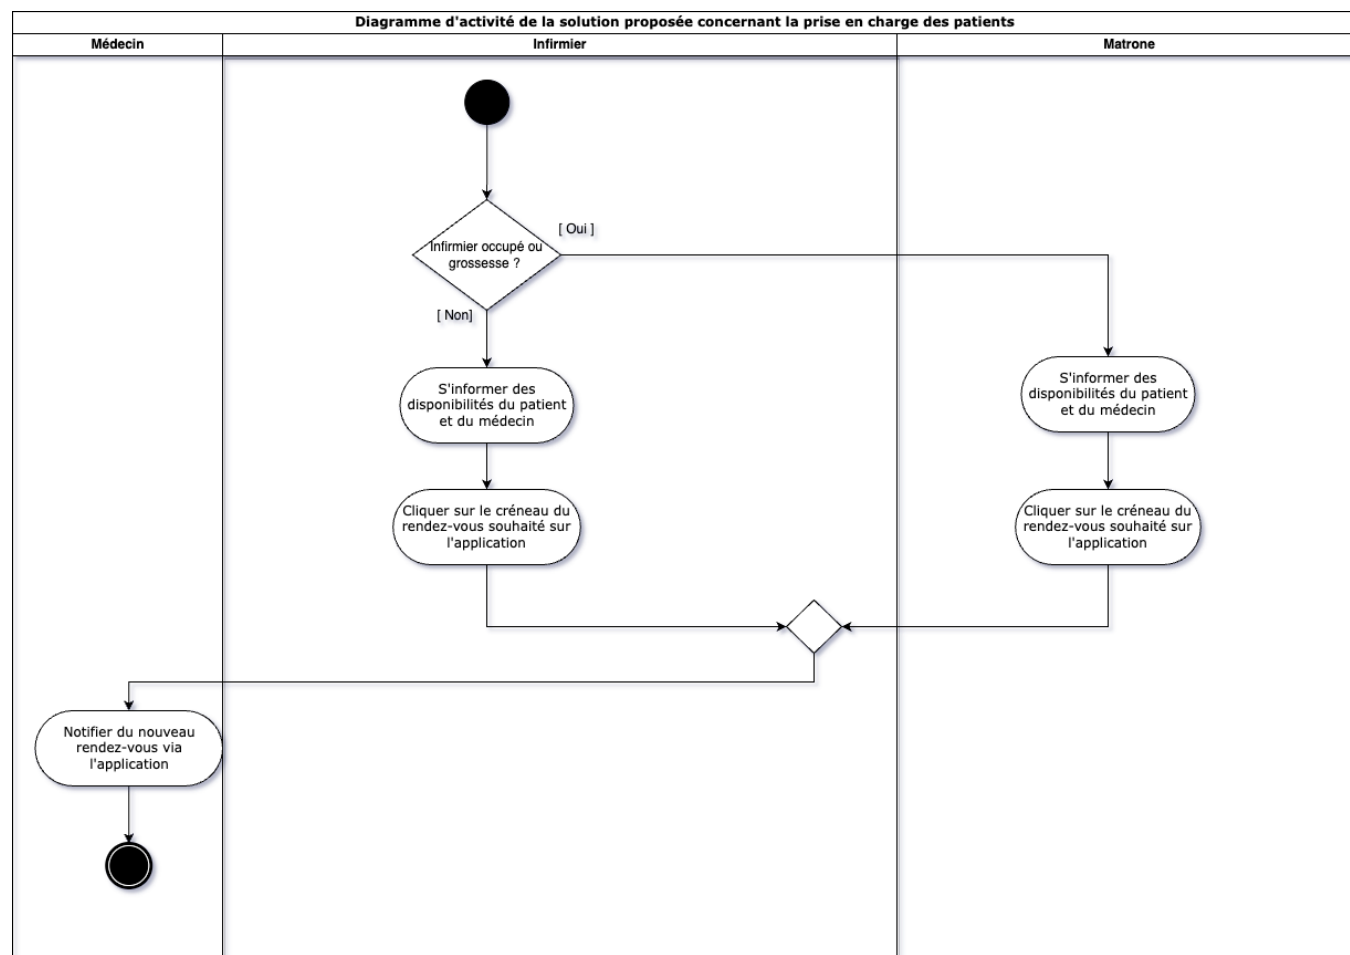 Diagramme d'activité de la solution proposée concernant la prise en charge des patients
Médecin
Infirmier
Matrone
[ Oui ]
Infirmier occupé ou
grossesse ?
[ Non]
S'informer des
disponibilités du patient
et du médecin
S'informer des
disponibilités du patient
et du médecin
Cliquer sur le créneau du
rendez-vous souhaité sur
l'application
Cliquer sur le créneau du
rendez-vous souhaité sur
l'application
Notifier du nouveau
rendez-vous via
l'application